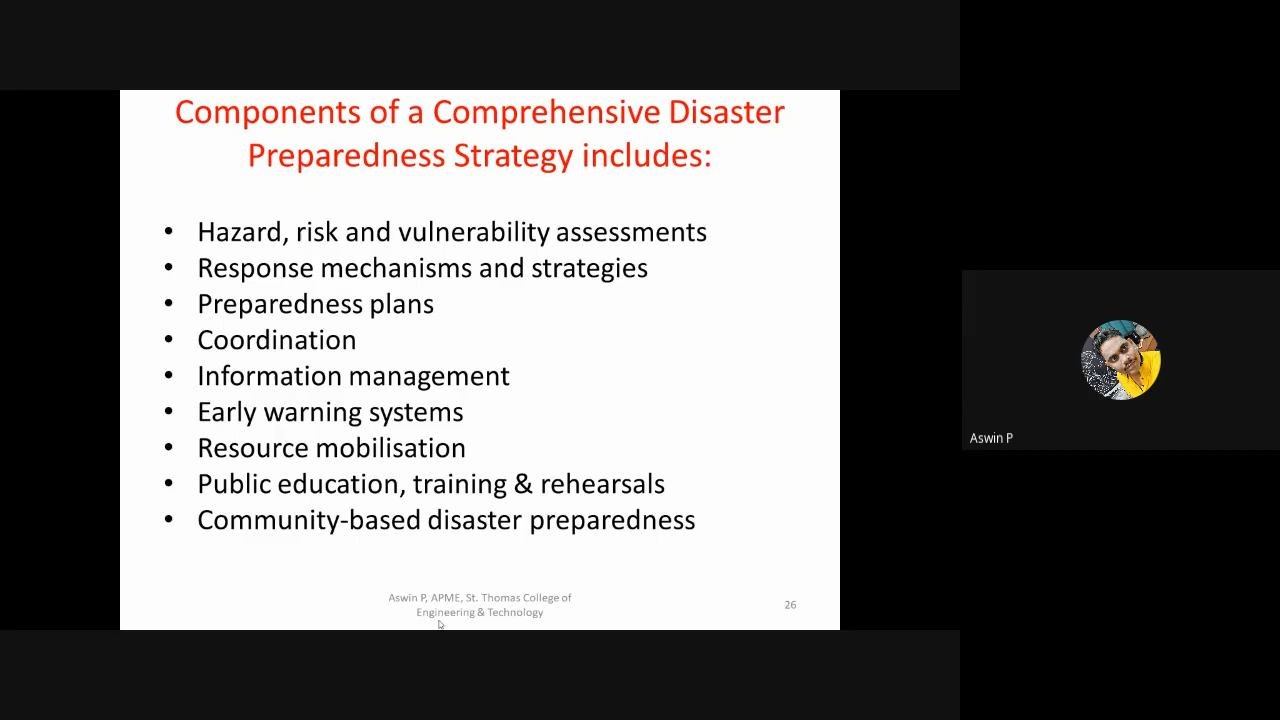 Components of a Comprehensive Disaster
Preparedness Strategy includes:
• Hazard, risk and vulnerability assessments
• Response mechanisms and strategies
• Preparedness plans
• Coordination
• Information management
• Early warning systems
• Resource mobilisation
• Public education, training & rehearsals
• Community-based disaster preparedness
Aswin P, APME, St. Thomas College of
Engineering & Technology
26
Aswin P